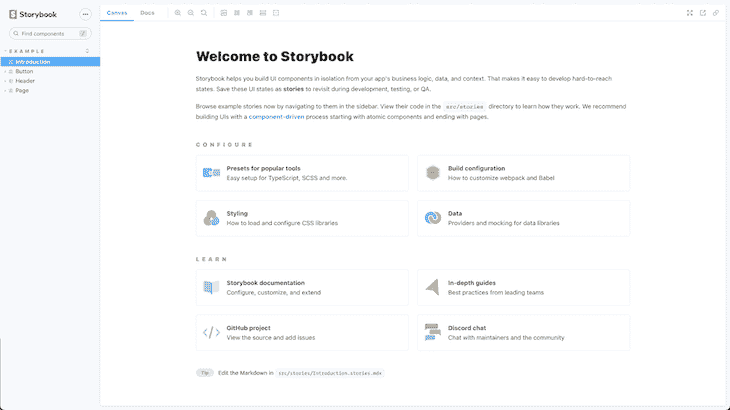 Storybook
Find components
/
EXAMPLE
Introduction
Button
Header
Page
Canvas
Docs
Welcome to Storybook
Storybook helps you build UI components in isolation from your app's business logic, data, and context. That makes it easy to develop hard-to-reach
states. Save these UI states as stories to revisit during development, testing, or QA.
Browse example stories now by navigating to them in the sidebar. View their code in the src/stories directory to learn how they work. We recommend
building UIs with a component-driven process starting with atomic components and ending with pages.
CONFIGURE
Presets for popular tools
Easy setup for TypeScript, SCSS and more.
Build configuration
How to customize webpack and Babel
Styling
How to load and configure CSS libraries
Data
Providers and mocking for data libraries
LEARN
Storybook documentation
Configure, customize, and extend
In-depth guides
Best practices from leading teams
GitHub project
View the source and add issues
Discord chat
Chat with maintainers and the community
Tip
Edit the Markdown in src/stories/Introduction.stories.mdx